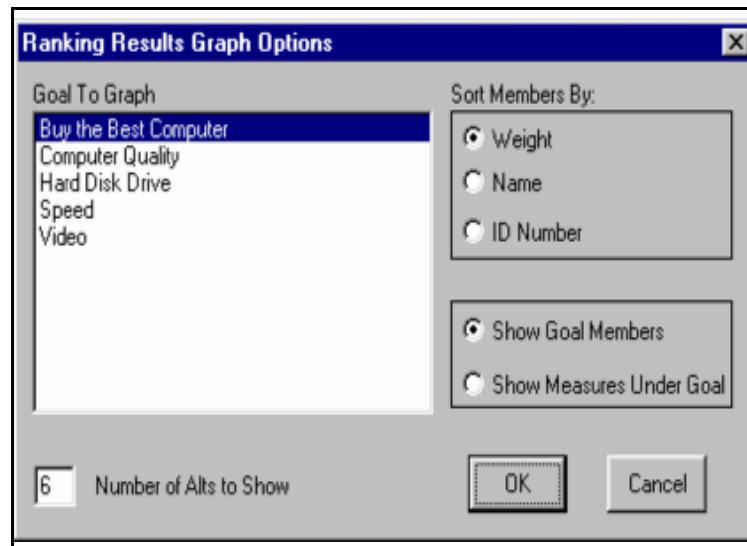 Ranking Results Graph Options
Goal To Graph
Buy the Best Computer
Computer Quality
Hard Disk Drive
Speed
Video
Sort Members By:
Weight
Name
ID Number
Show Goal Members
Show Measures Under Goal
6 Number of Alts to Show
OK Cancel